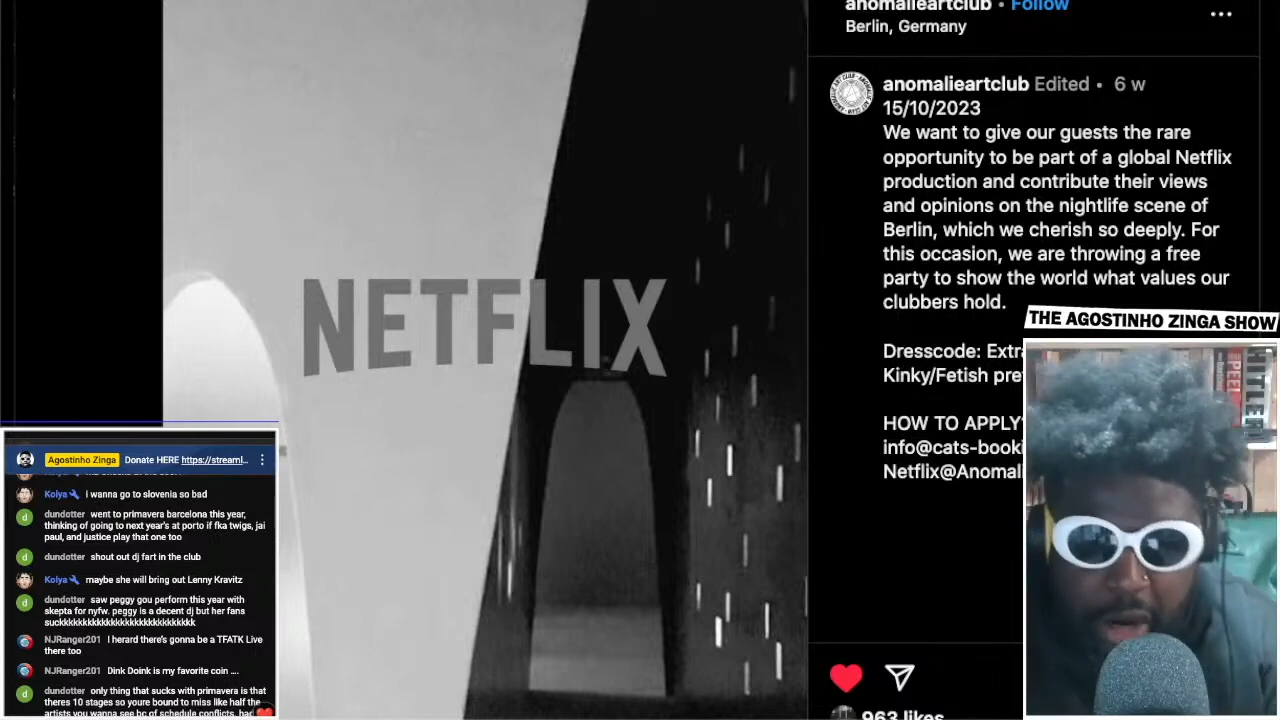 anomalieartclub • Follow
Berlin, Germany
anomalieartclub Edited • 6 w
15/10/2023
We want to give our guests the rare
opportunity to be part of a global Netflix
production and contribute their views
and opinions on the nightlife scene of
Berlin, which we cherish so deeply. For
this occasion, we are throwing a free
party to show the world what values our
clubbers hold.
Dresscode: Extr
Kinky/Fetish pre
HOW TO APPLY
info@cats-booki
Netflix@Anomal
963 likes
NETFLIX
THE AGOSTINHO ZINGA SHOW
Agostinho Zinga Donate HERE https://streaml...
Kolya i wanna go to slovenia so bad
dundotter went to primavera barcelona this year,
thinking of going to next year's at porto if fka twigs, jai
paul, and justice play that one too
dundotter shout out dj fart in the club
Kolya maybe she will bring out Lenny Kravitz
dundotter saw peggy gou perform this year with
skepta for nyfw. peggy is a decent dj but her fans
suckkkkkkkkkkkkkkkkkkkkkkkkkk
NJRanger201 I herard there's gonna be a TFATK Live
there too
NJRanger201 Dink Doink is my favorite coin ....
dundotter only thing that sucks with primavera is that
theres 10 stages so youre bound to miss like half the
artists you wanna see bc of schedule conflicts.